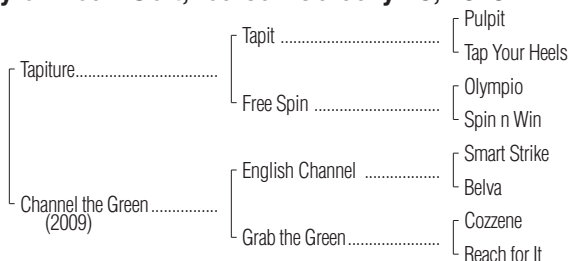 Pulpit
Tapit ................................
Tap Your Heels
Tapiture................................
Olympio
Free Spin ..........................
Spin n Win
Smart Strike
English Channel ................
Belva
Channel the Green...............
(2009)
Cozzene
Grab the Green....................
Reach for It